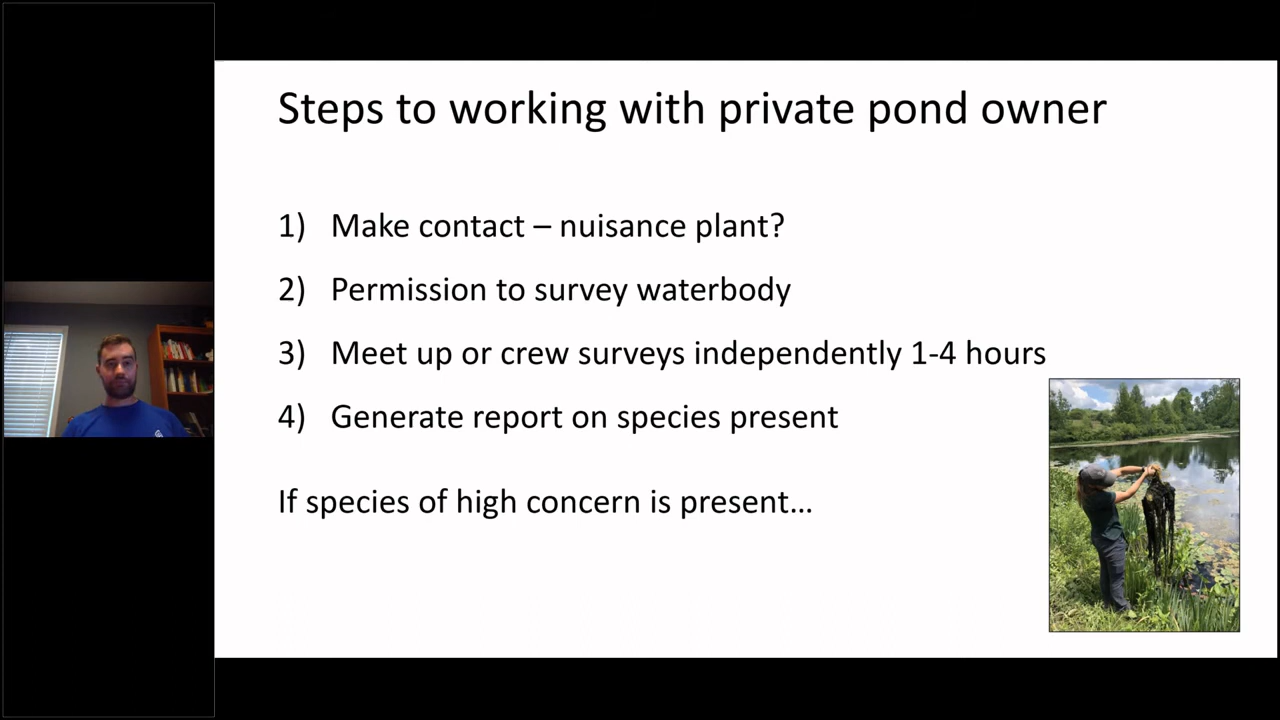 Steps to working with private pond owner
1) Make contact – nuisance plant?
2) Permission to survey waterbody
3) Meet up or crew surveys independently 1-4 hours
4) Generate report on species present
If species of high concern is present...